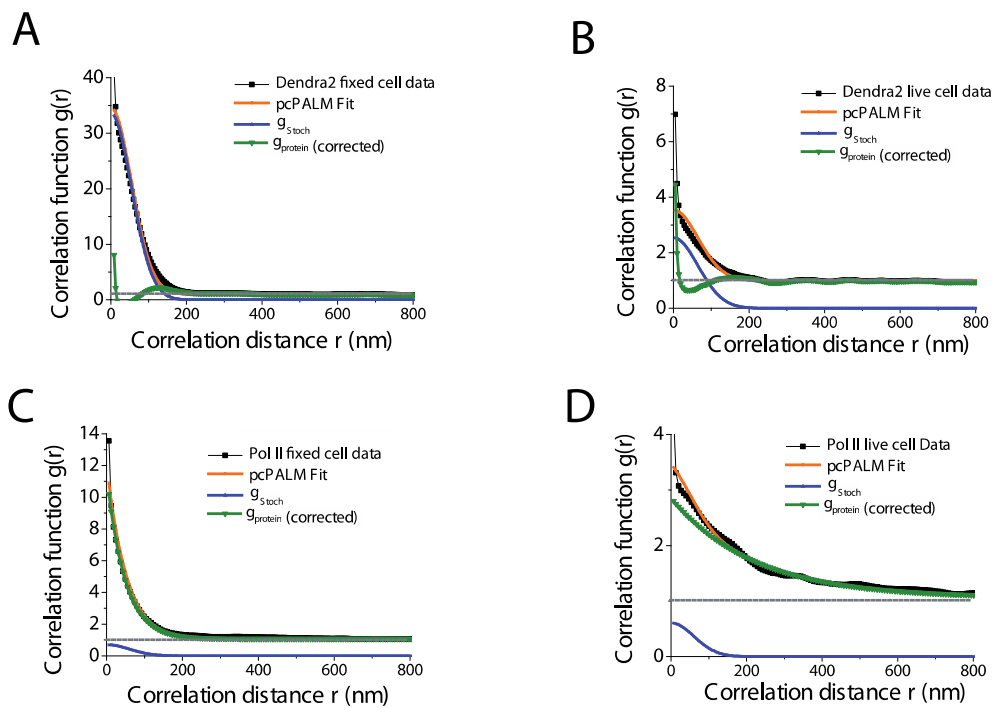 A
Correlation function g(r)
40
30
20
10
0
Dendra2 fixed cell data
pcPALM Fit
gStoch
gprotein (corrected)
0 200 400 600 800
Correlation distance r (nm)
B
Correlation function g(r)
8
6
4
2
0
Dendra2 live cell data
pcPALM Fit
gStoch
gprotein (corrected)
0 200 400 600 800
Correlation distance r (nm)
C
Correlation function g(r)
14
12
10
8
6
4
2
0
Pol II fixed cell data
pcPALM Fit
gStoch
gprotein (corrected)
0 200 400 600 800
Correlation distance r (nm)
D
Correlation function g(r)
4
2
0
Pol II live cell Data
pcPALM Fit
gStoch
gprotein (corrected)
0 200 400 600 800
Correlation distance r (nm)